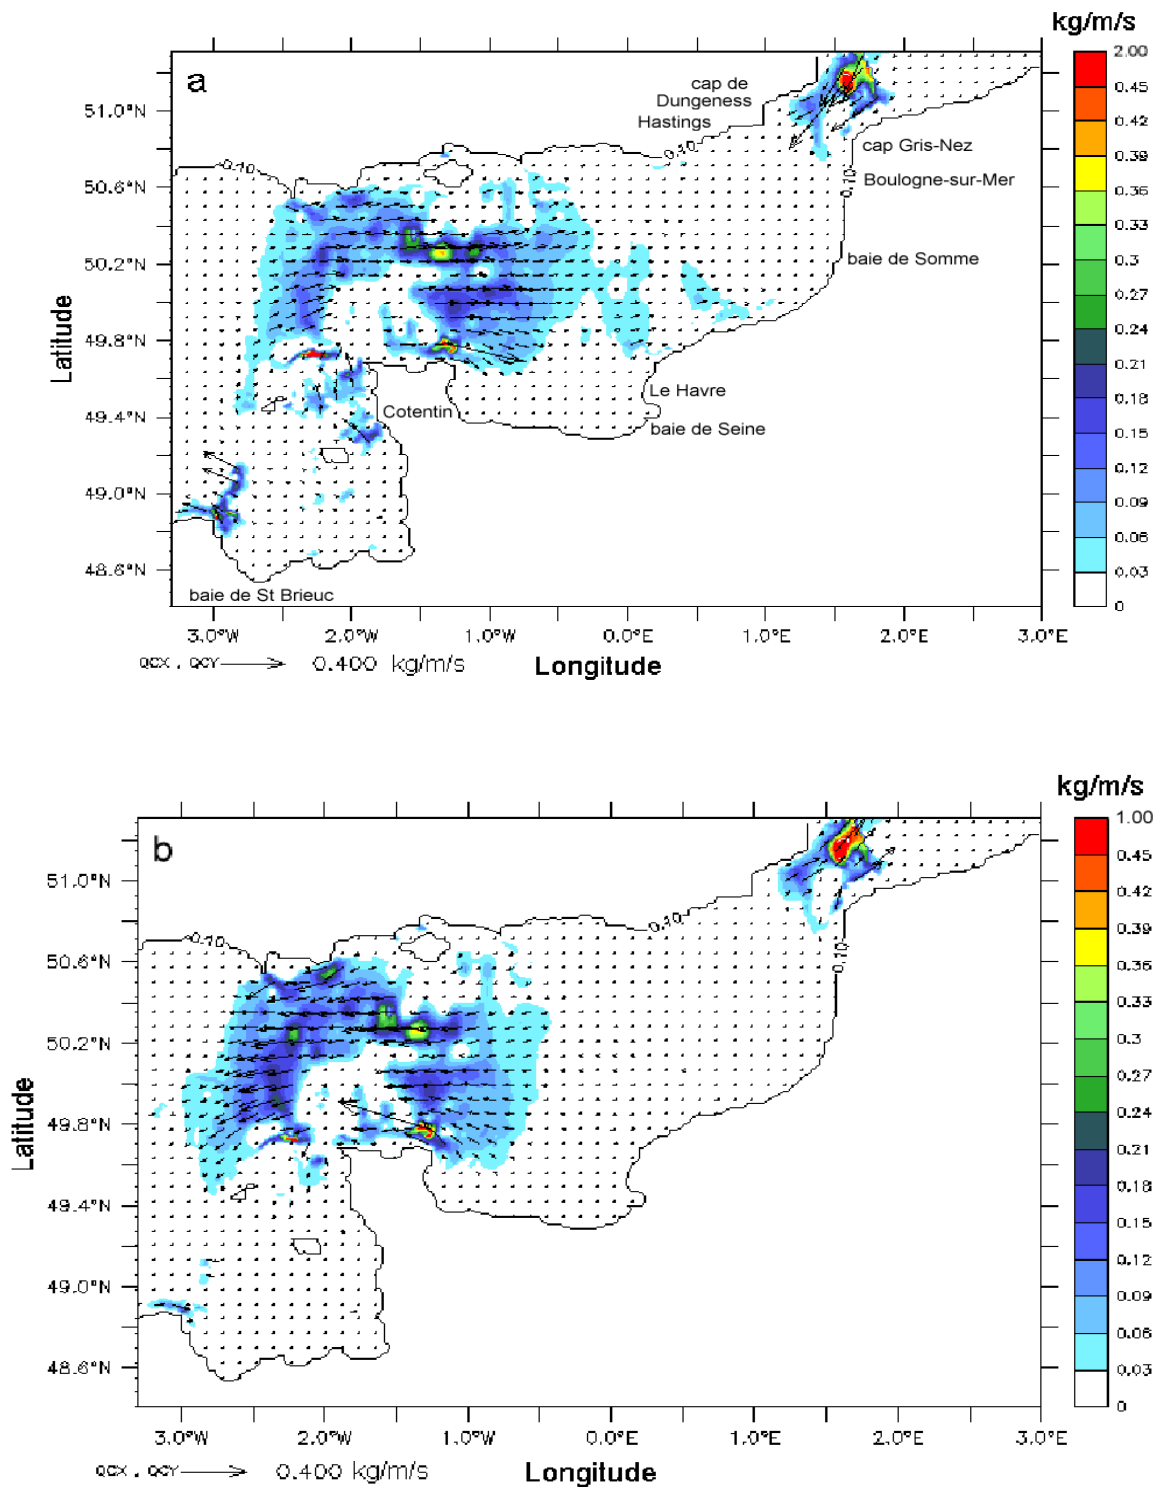 kg/m/s
a
cap de
Dungeness
Hastings
cap Gris-Nez
Boulogne-sur-Mer
baie de Somme
Le Havre
Cotentin
baie de Seine
baie de St Brieuc
0.10
0.10
0.10
51.0°N
50.6°N
50.2°N
49.8°N
49.4°N
49.0°N
48.6°N
Latitude
3.0°W 2.0°W 1.0°W 0.0°E 1.0°E 2.0°E 3.0°E
QCX , QCY 0.400 kg/m/s
Longitude
2.00
0.45
0.42
0.39
0.36
0.33
0.3
0.27
0.24
0.21
0.18
0.15
0.12
0.09
0.06
0.03
0
kg/m/s
b
0.10
0.10
0.10
51.0°N
50.6°N
50.2°N
49.8°N
49.4°N
49.0°N
48.6°N
Latitude
3.0°W 2.0°W 1.0°W 0.0°E 1.0°E 2.0°E 3.0°E
QCX , QCY 0.400 kg/m/s
Longitude
1.00
0.45
0.42
0.39
0.36
0.33
0.3
0.27
0.24
0.21
0.18
0.15
0.12
0.09
0.06
0.03
0